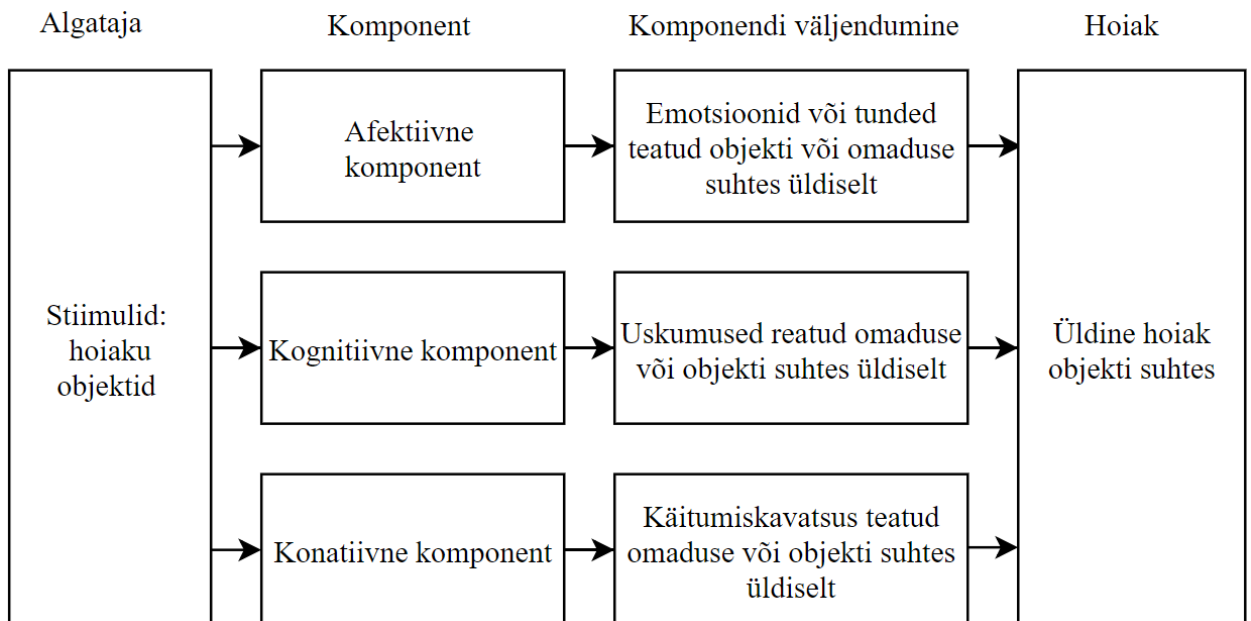 Algataja
Komponent
Komponendi väljendumine
Hoiak
Stiimulid:
hoiaku
objektid
Afektiivne
komponent
Emotsioonid või tunded
teatud objekti või omaduse
suhtes üldiselt
Kognitiivne komponent
Uskumused reatud omaduse
või objekti suhtes üldiselt
Konatiivne komponent
Käitumiskavatsus teatud
omaduse või objekti suhtes
üldiselt
Üldine hoiak
objekti suhtes